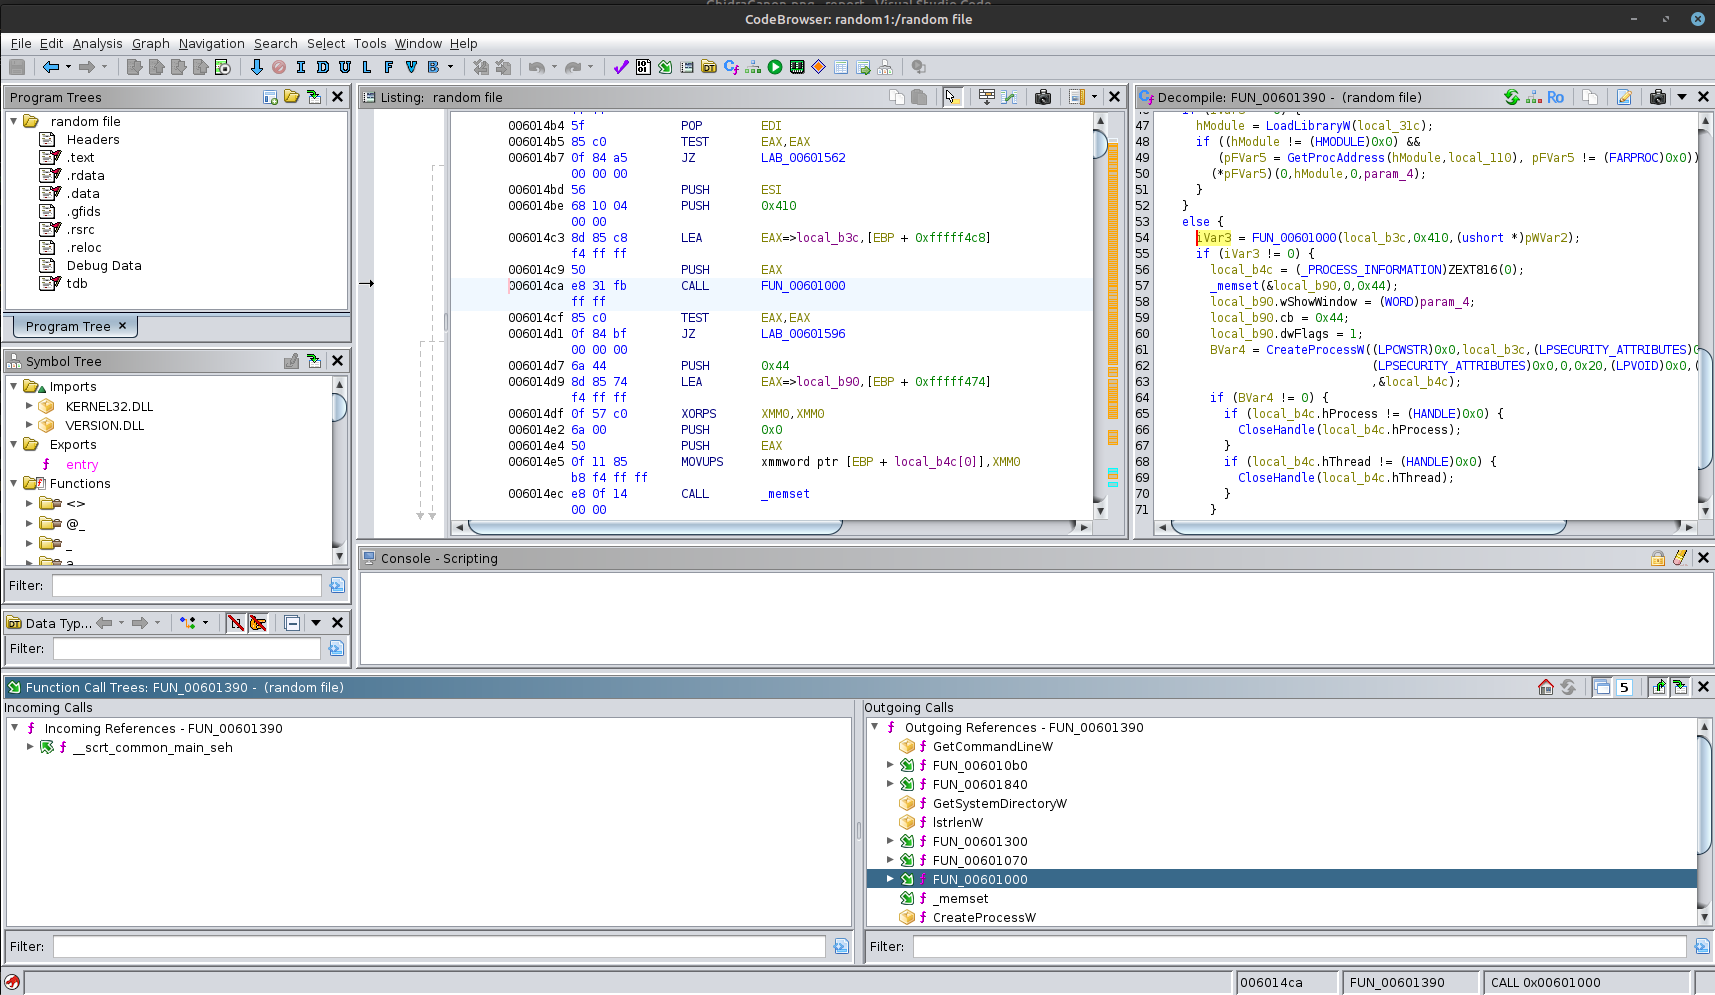 CodeBrowser: random1:/random file
File Edit Analysis Graph Navigation Search Select Tools Window Help
I D U L F V B
Program Trees
random file
Headers
.text
.rdata
.data
.gfids
.rsrc
.reloc
Debug Data
tdb
Program Tree ×
Symbol Tree
Imports
KERNEL32.DLL
VERSION.DLL
Exports
f entry
Functions
<>
@_
_
Filter:
Data Typ...
Filter:
Listing: random file
006014b4 5f POP EDI
006014b5 85 c0 TEST EAX,EAX
006014b7 0f 84 a5 JZ LAB_00601562
00 00 00
006014bd 56 PUSH ESI
006014be 68 10 04 PUSH 0x410
00 00
006014c3 8d 85 c8 LEA EAX=>local_b3c,[EBP + 0xfffff4c8]
f4 ff ff
006014c9 50 PUSH EAX
006014ca e8 31 fb CALL FUN_00601000
ff ff
006014cf 85 c0 TEST EAX,EAX
006014d1 0f 84 bf JZ LAB_00601596
00 00 00
006014d7 6a 44 PUSH 0x44
006014d9 8d 85 74 LEA EAX=>local_b90,[EBP + 0xfffff474]
f4 ff ff
006014df 0f 57 c0 XORPS XMM0,XMM0
006014e2 6a 00 PUSH 0x0
006014e4 50 PUSH EAX
006014e5 0f 11 85 MOVUPS xmmword ptr [EBP + local_b4c[0]],XMM0
b8 f4 ff ff
006014ec e8 0f 14 CALL _memset
00 00
Decompile: FUN_00601390 - (random file)
Ro
47 hModule = LoadLibraryW(local_31c);
48 if ((hModule != (HMODULE)0x0) &&
49 (pFVar5 = GetProcAddress(hModule,local_110), pFVar5 != (FARPROC)0x0))
50 (*pFVar5)(0,hModule,0,param_4);
51 }
52 }
53 else {
54 iVar3 = FUN_00601000(local_b3c,0x410,(ushort *)pWVar2);
55 if (iVar3 != 0) {
56 local_b4c = (_PROCESS_INFORMATION)ZEXT816(0);
57 _memset(&local_b90,0,0x44);
58 local_b90.wShowWindow = (WORD)param_4;
59 local_b90.cb = 0x44;
60 local_b90.dwFlags = 1;
61 BVar4 = CreateProcessW((LPCWSTR)0x0,local_b3c,(LPSECURITY_ATTRIBUTES)0
62 (LPSECURITY_ATTRIBUTES)0x0,0,0x20,(LPVOID)0x0,(
63 ,&local_b4c);
64 if (BVar4 != 0) {
65 if (local_b4c.hProcess != (HANDLE)0x0) {
66 CloseHandle(local_b4c.hProcess);
67 }
68 if (local_b4c.hThread != (HANDLE)0x0) {
69 CloseHandle(local_b4c.hThread);
70 }
71 }
Console - Scripting
Function Call Trees: FUN_00601390 - (random file)
5
Incoming Calls
f Incoming References - FUN_00601390
f __scrt_common_main_seh
Filter:
Outgoing Calls
f Outgoing References - FUN_00601390
f GetCommandLineW
f FUN_006010b0
f FUN_00601840
f GetSystemDirectoryW
f lstrlenW
f FUN_00601300
f FUN_00601070
f FUN_00601000
f _memset
f CreateProcessW
Filter:
006014ca FUN_00601390 CALL 0x00601000